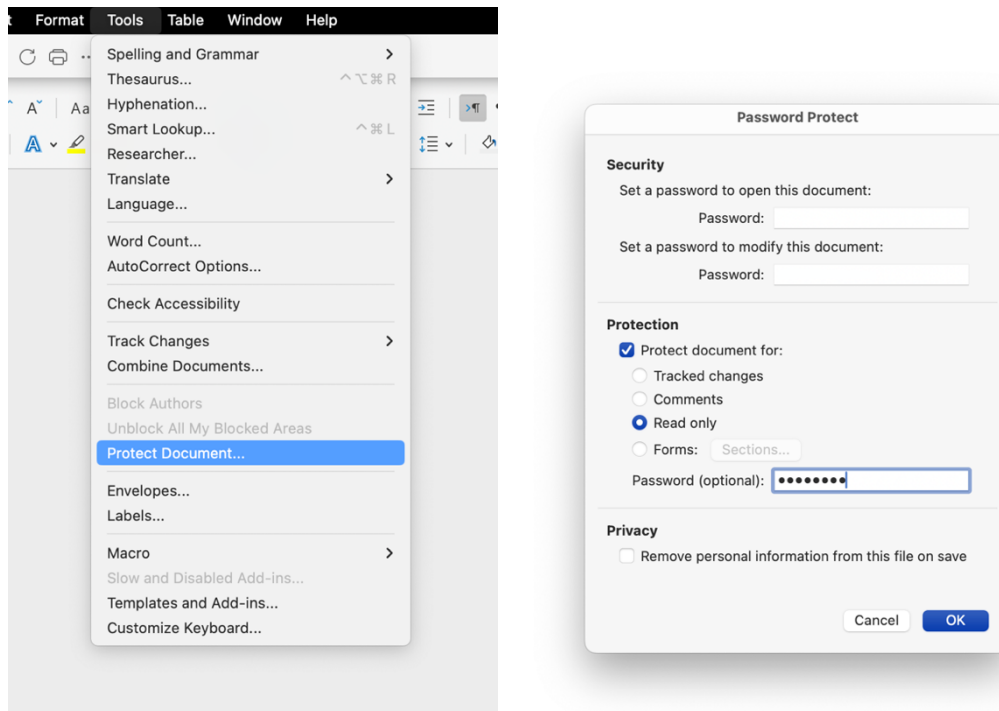 t Format Tools Table Window Help
A
Aa
A
Spelling and Grammar
Thesaurus... ^⌥⌘R
Hyphenation...
Smart Lookup... ^⌘L
Researcher...
Translate
Language...
Word Count...
AutoCorrect Options...
Check Accessibility
Track Changes
Combine Documents...
Block Authors
Unblock All My Blocked Areas
Protect Document...
Envelopes...
Labels...
Macro
Slow and Disabled Add-ins...
Templates and Add-ins...
Customize Keyboard...
Password Protect
Security
Set a password to open this document:
Password:
Set a password to modify this document:
Password:
Protection
Protect document for:
Tracked changes
Comments
Read only
Forms: Sections...
Password (optional): ••••••••
Privacy
Remove personal information from this file on save
Cancel OK